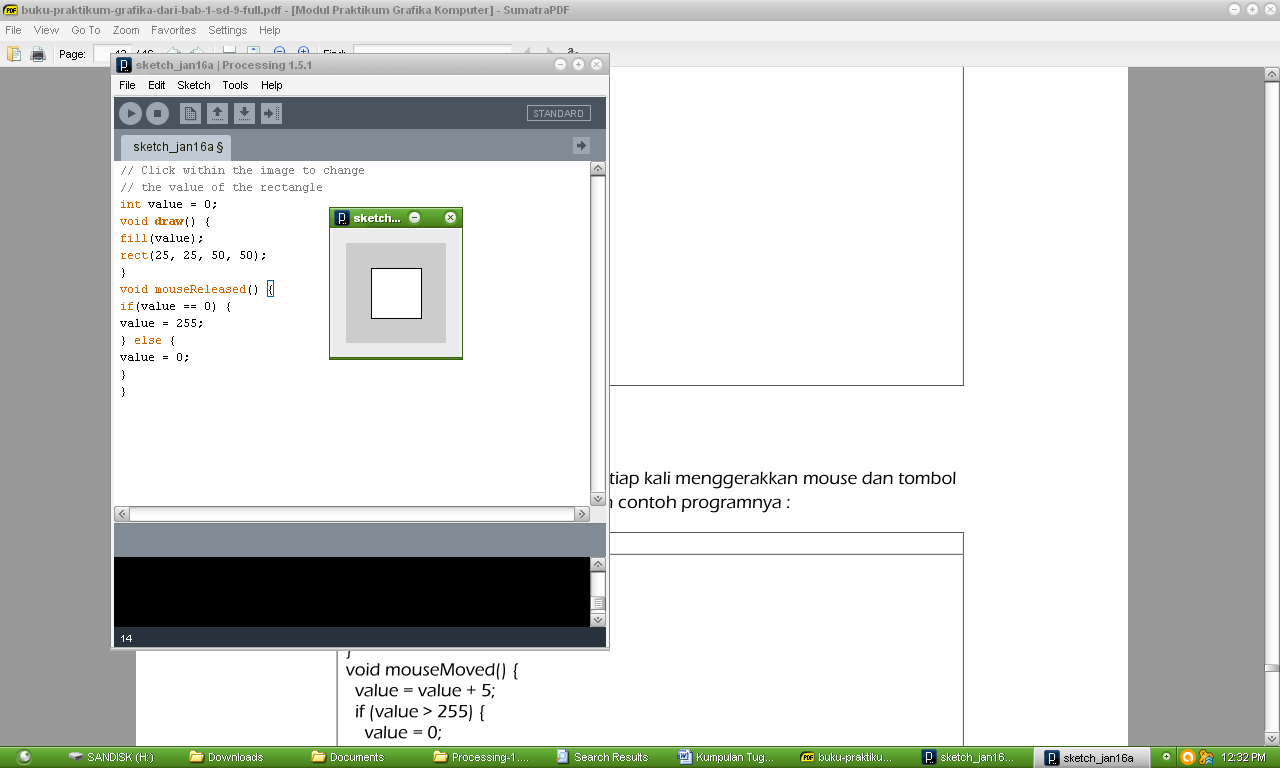 buku-praktikum-grafika-dari-bab-1-sd-9-full.pdf - [Modul Praktikum Grafika Komputer] - SumatraPDF
File View Go To Zoom Favorites Settings Help
Page:
sketch_jan16a | Processing 1.5.1
File Edit Sketch Tools Help
STANDARD
sketch_jan16a §
// Click within the image to change
// the value of the rectangle
int value = 0;
void draw() {
fill(value);
rect(25, 25, 50, 50);
}
void mouseReleased() {
if(value == 0) {
value = 255;
} else {
value = 0;
}
}
sketch...
14
tiap kali menggerakkan mouse dan tombol
contoh programnya :
}
void mouseMoved() {
value = value + 5;
if (value > 255) {
value = 0;
SANDISK (H:) Downloads Documents Processing-1.... Search Results Kumpulan Tug... buku-praktiku... sketch_jan16... sketch_jan16a 12:32 PM